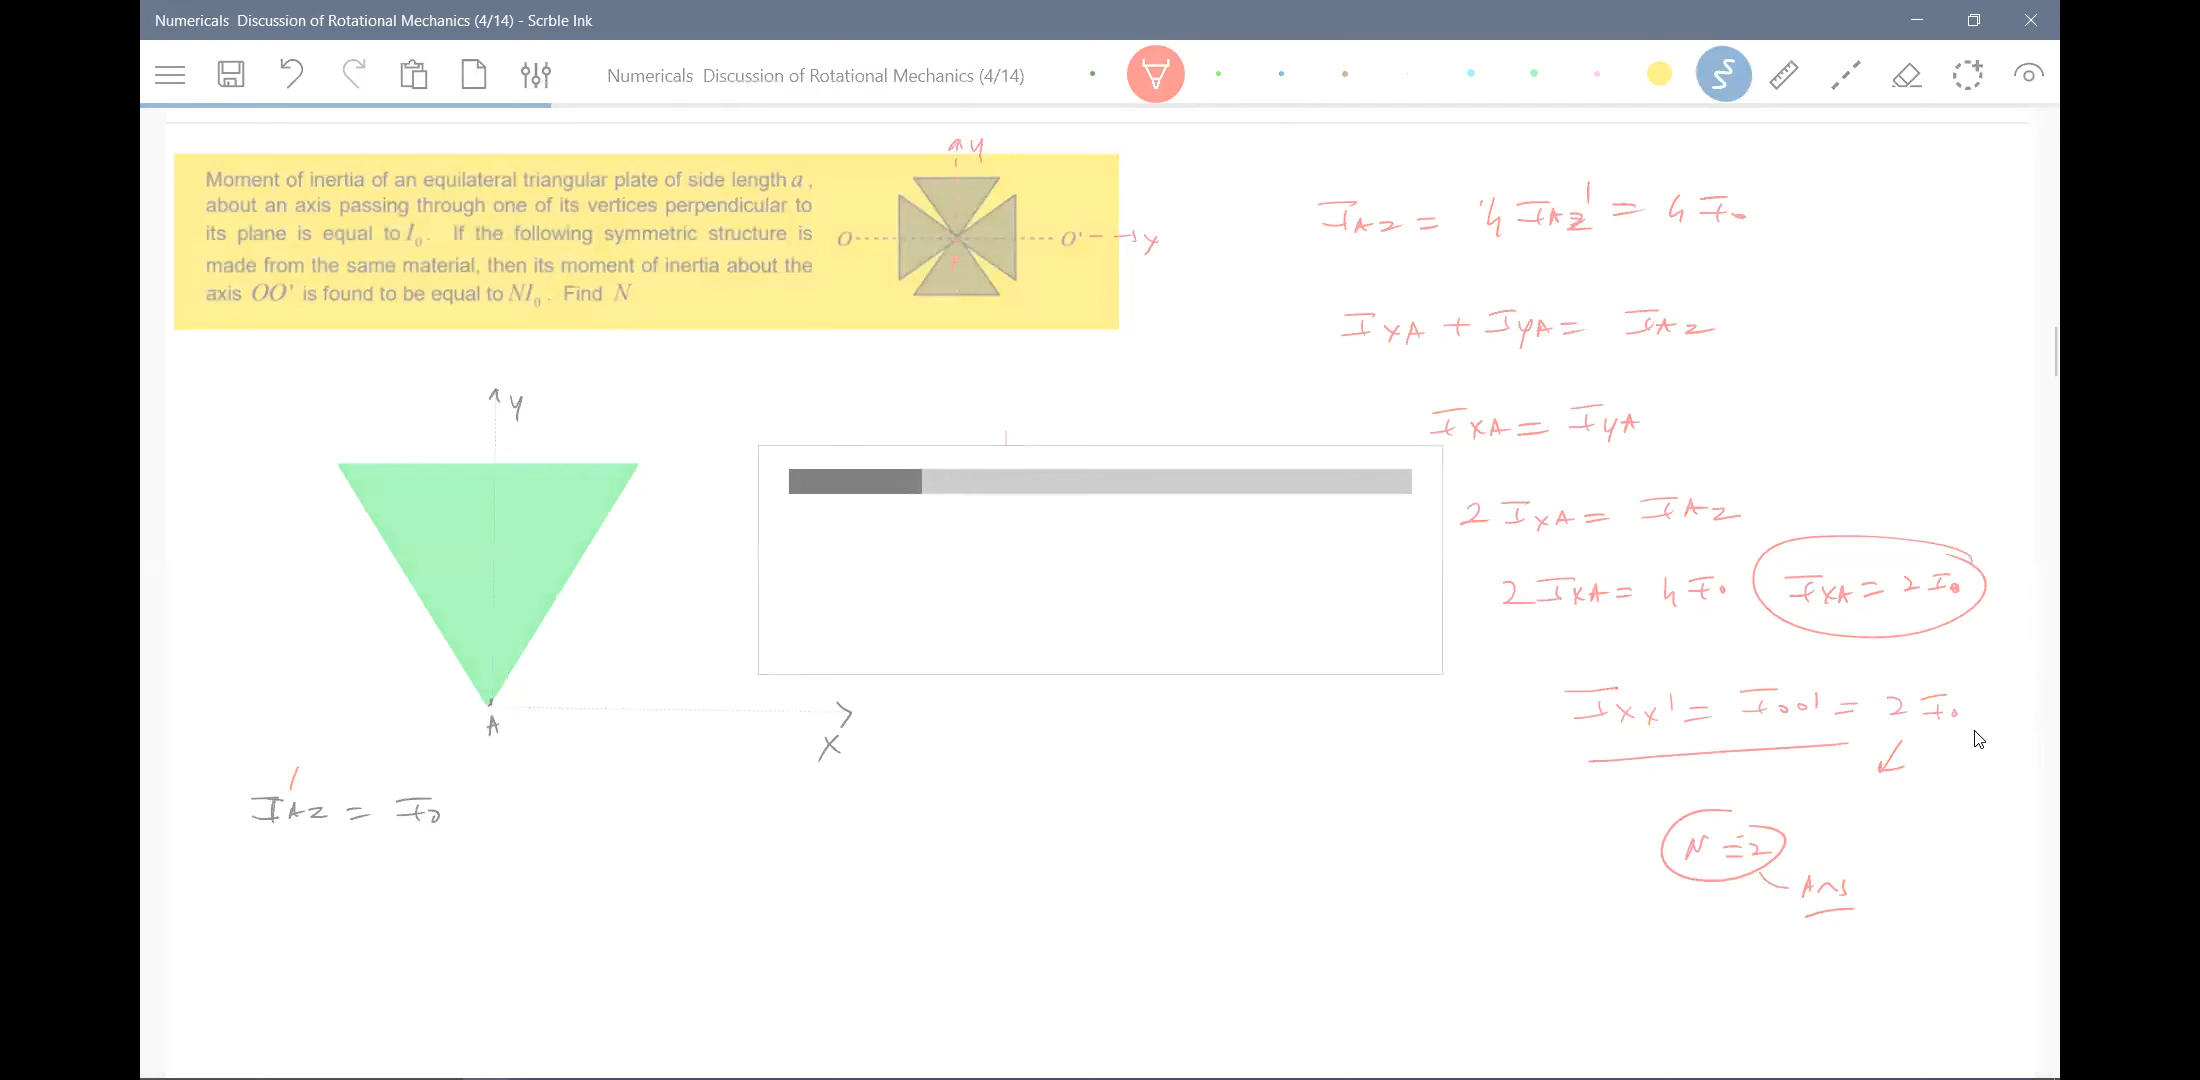 Numericals  Discussion of Rotational Mechanics (4/14) - Scrble Ink
Numericals  Discussion of Rotational Mechanics (4/14)
Moment of inertia of an equilateral triangular plate of side length a,
about an axis passing through one of its vertices perpendicular to
its plane is equal to I₀. If the following symmetric structure is
made from the same material, then its moment of inertia about the
axis OO' is found to be equal to NI₀. Find N
y
O O' x
P
y
A
X
I'AZ = I₀
IAZ = 4 IAZ' = 4 I₀
IXA + IYA = IAZ
IXA = IYA
2 IXA = IAZ
2 IXA = 4 I₀ IXA = 2 I₀
IXX' = IOO' = 2 I₀
N = 2
Ans